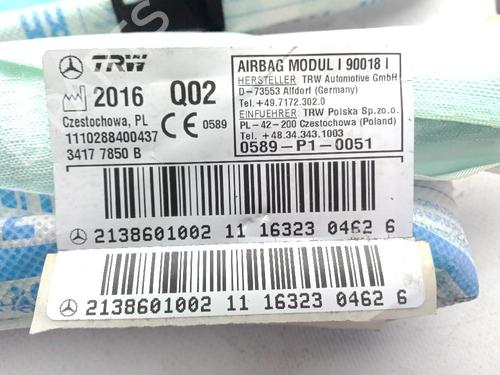 TRW
2016 Q02
Czestochowa, PL
1110288400437 CE 0589
3417 7850 B
AIRBAG MODUL I 90018 I
HERSTELLER TRW Automotive GmbH
D-73553 Alfdorf (Germany)
Tel.+49.7172.302.0
EINFUEHRER TRW Polska Sp.zo.o.
PL-42-200 Czestochowa (Poland)
Tel.+48.34.343.1003
0589-P1-0051
2138601002 11 16323 0462 6
2138601002 11 16323 0462 6